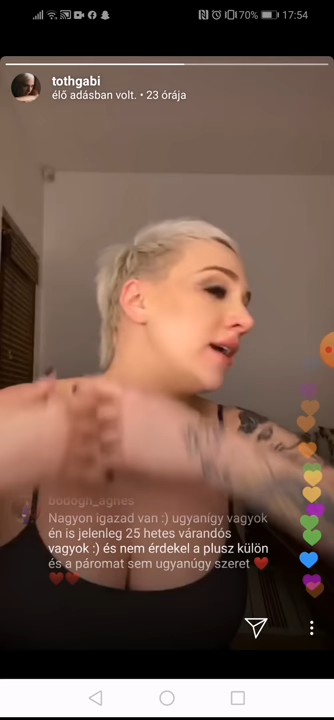 70% 17:54
tothgabi
élő adásban volt. • 23 órája
bodogh_agnes
Nagyon igazad van :) ugyanígy vagyok
én is jelenleg 25 hetes várandós
vagyok :) és nem érdekel a plusz külön
és a páromat sem ugyanúgy szeret ❤️
❤️❤️